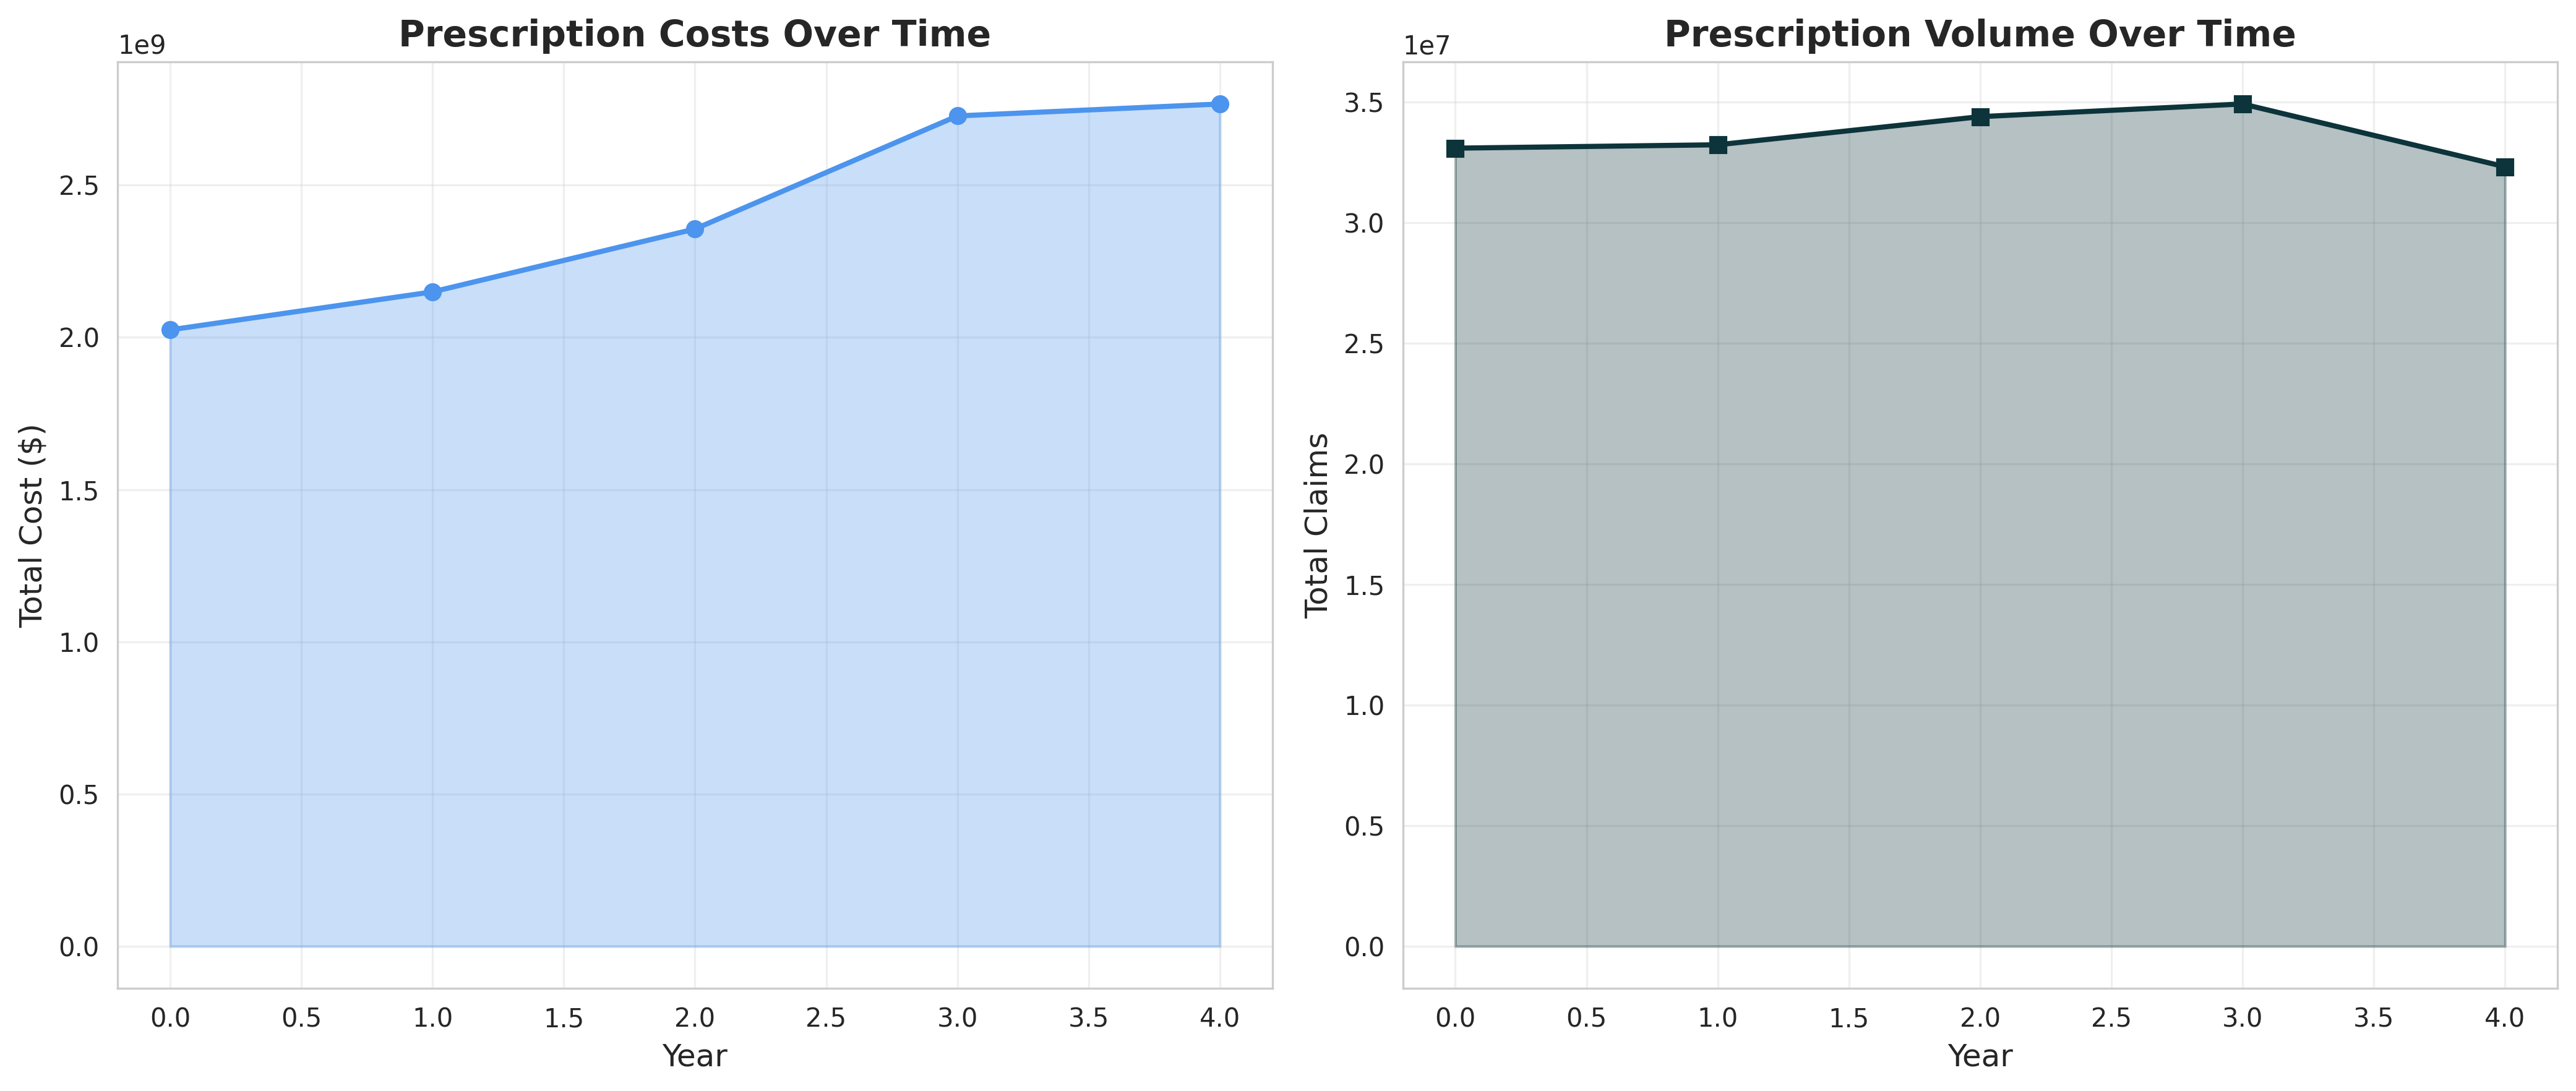 Prescription Costs Over Time
1e9
2.5
2.0
1.5
1.0
0.5
0.0
Total Cost ($)
0.0 0.5 1.0 1.5 2.0 2.5 3.0 3.5 4.0
Year
Prescription Volume Over Time
1e7
3.5
3.0
2.5
2.0
1.5
1.0
0.5
0.0
Total Claims
0.0 0.5 1.0 1.5 2.0 2.5 3.0 3.5 4.0
Year